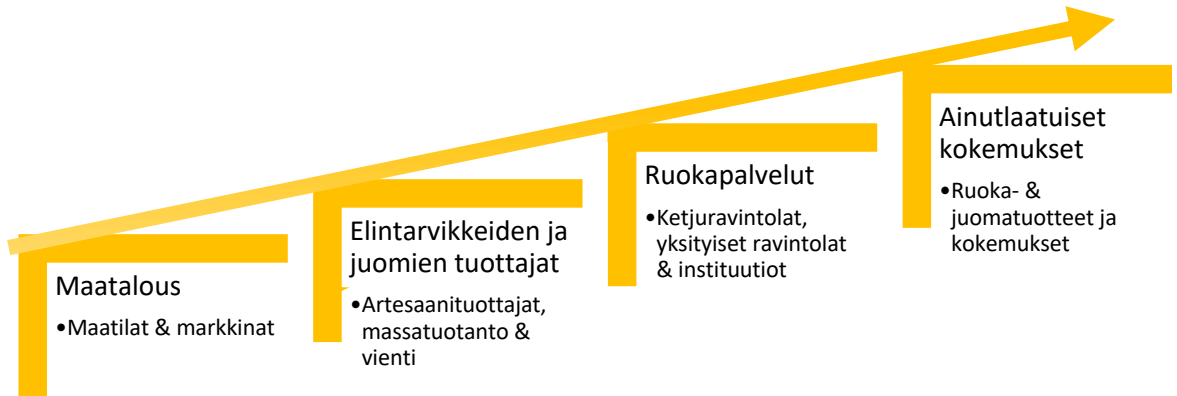 Maatalous
•Maatilat & markkinat
Elintarvikkeiden ja
juomien tuottajat
•Artesaanituottajat,
massatuotanto &
vienti
Ruokapalvelut
•Ketjuravintolat,
yksityiset ravintolat
& instituutiot
Ainutlaatuiset
kokemukset
•Ruoka- &
juomatuotteet ja
kokemukset